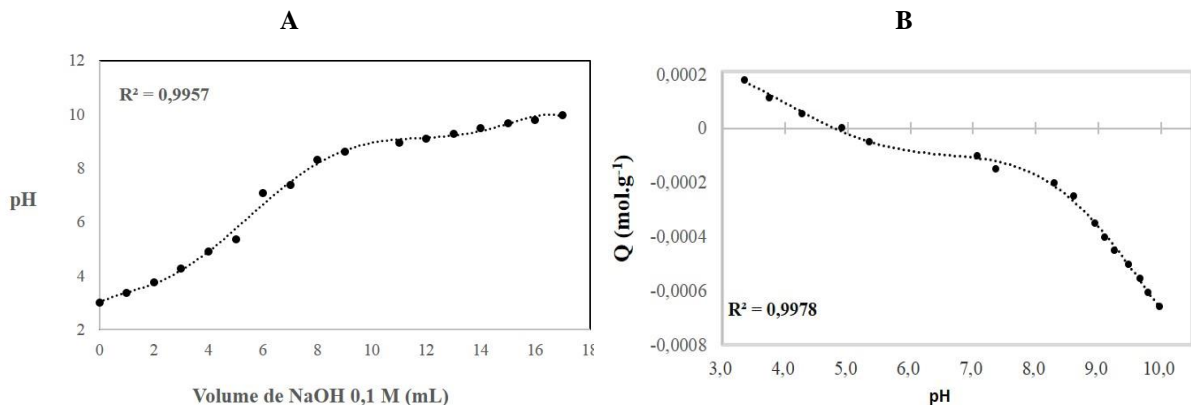 A
12
R² = 0,9957
10
8
pH
6
4
2
0 2 4 6 8 10 12 14 16 18
Volume de NaOH 0,1 M (mL)
B
0,0002
0
-0,0002
Q (mol.g⁻¹)
-0,0004
-0,0006
R² = 0,9978
-0,0008
3,0 4,0 5,0 6,0 7,0 8,0 9,0 10,0
pH